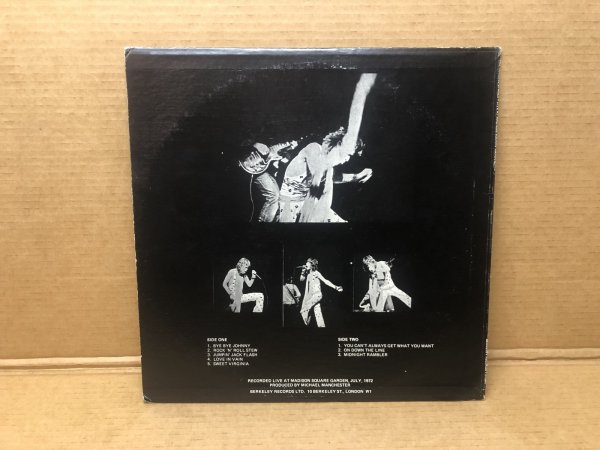 SIDE ONE
1. BYE BYE JOHNNY
2. ROCK 'N' ROLL STEW
3. JUMPIN' JACK FLASH
4. LOVE IN VAIN
5. SWEET VIRGINIA
SIDE TWO
1. YOU CAN'T ALWAYS GET WHAT YOU WANT
2. ON DOWN THE LINE
3. MIDNIGHT RAMBLER
RECORDED LIVE AT MADISON SQUARE GARDEN, JULY, 1972
PRODUCED BY MICHAEL MANCHESTER
BERKELEY RECORDS LTD. 10 BERKELEY ST., LONDON W1